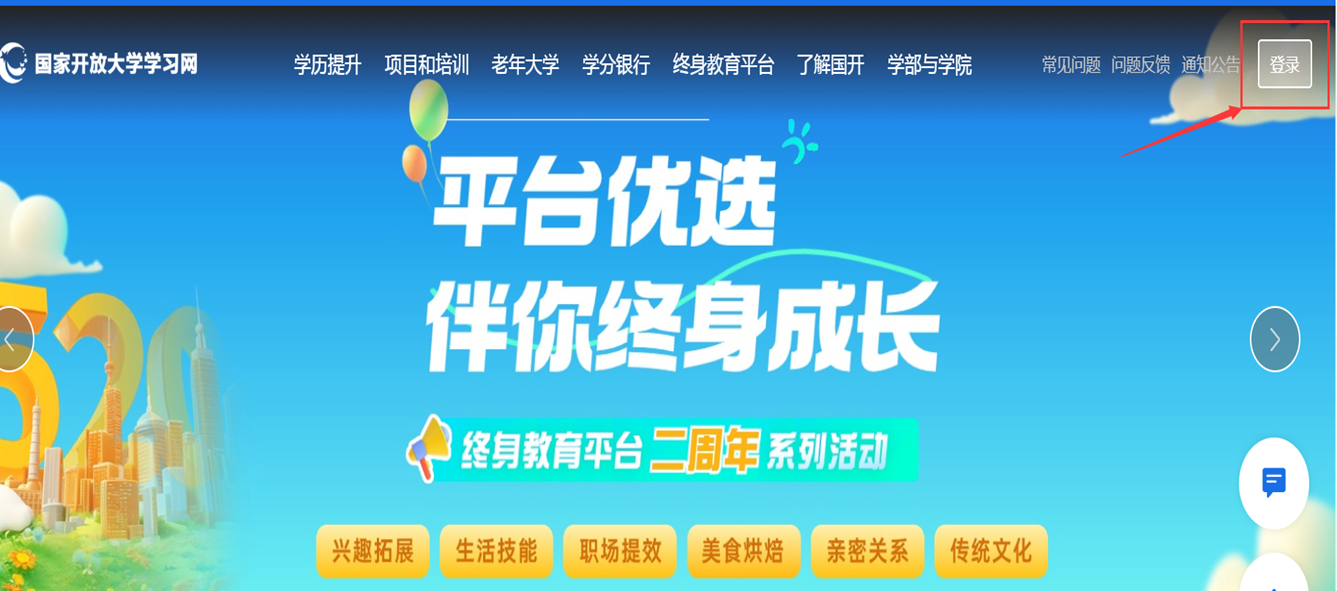 国家开放大学学习网 学历提升 项目和培训 老年大学 学分银行 终身教育平台 了解国开 学部与学院 常见问题 问题反馈 通知公告 登录
平台优选
伴你终身成长
520
终身教育平台二周年系列活动
兴趣拓展 生活技能 职场提效 美食烘焙 亲密关系 传统文化